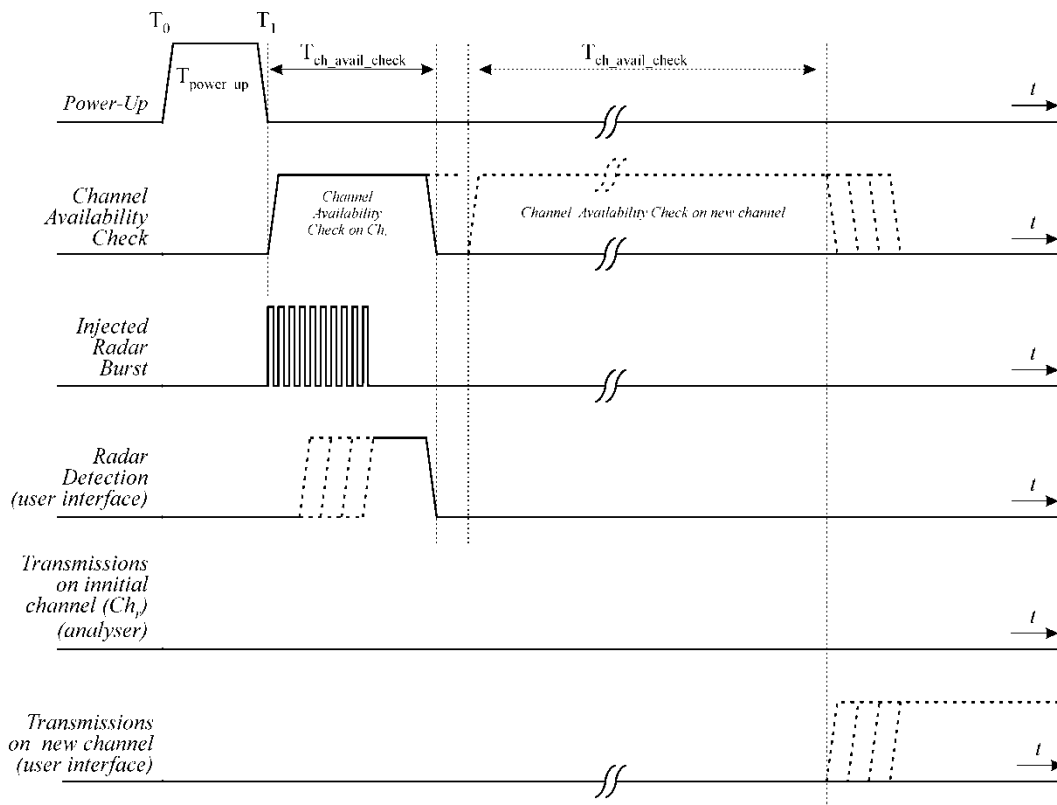 T0 T1
Tch_avail_check Tch_avail_check
Tpower_up
t
Power-Up
Channel
Availability
Check
Channel
Availability
Check on Chr
Channel Availability Check on new channel
t
Injected
Radar
Burst
t
Radar
Detection
(user interface)
t
Transmissions
on innitial
channel (Chr)
(analyser)
t
Transmissions
on new channel
(user interface)
t